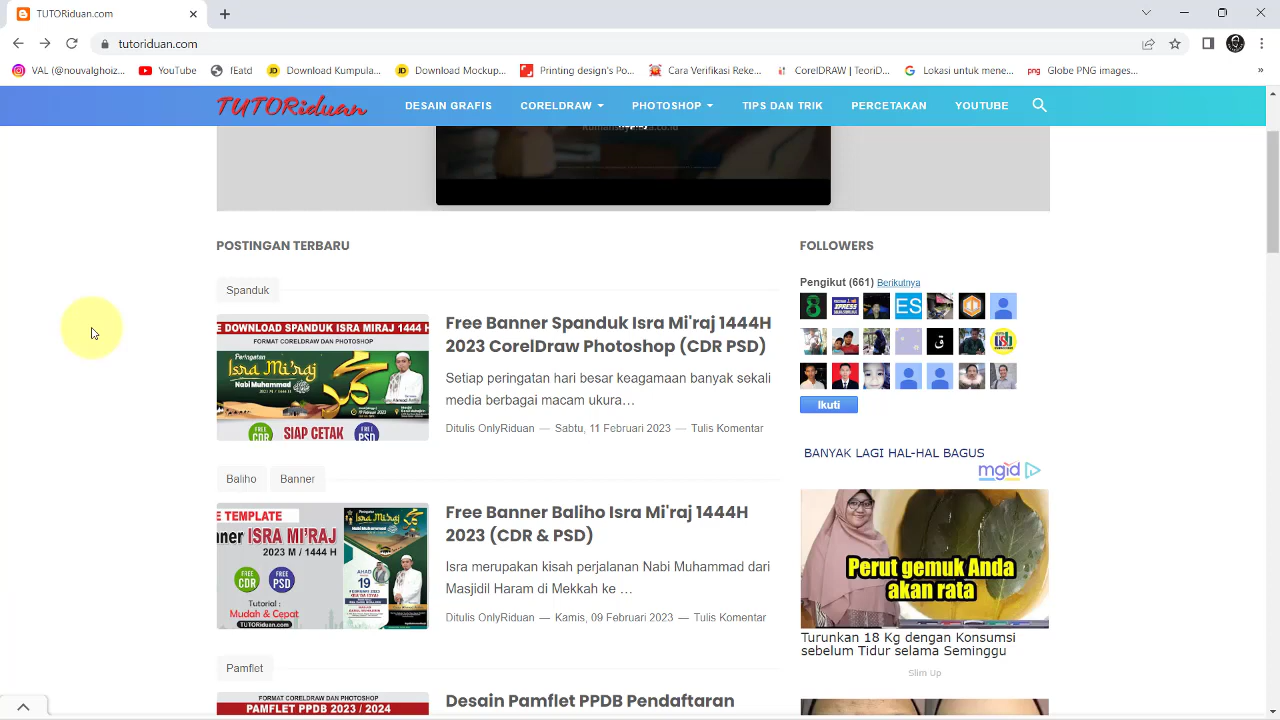 TUTORiduan.com
tutoriduan.com
VAL (@nouvalghoiz...
YouTube
fEatd
Download Kumpula...
Download Mockup...
Printing design's Po...
Cara Verifikasi Reke...
CorelDRAW | TeoriD...
Lokasi untuk mene...
png Globe PNG images...
TUTORiduan
DESAIN GRAFIS
CORELDRAW
PHOTOSHOP
TIPS DAN TRIK
PERCETAKAN
YOUTUBE
POSTINGAN TERBARU
FOLLOWERS
Pengikut (661) Berikutnya
ES
Ikuti
Spanduk
E DOWNLOAD SPANDUK ISRA MIRAJ 1444 H
FORMAT CORELDRAW DAN PHOTOSHOP
Peringatan
Isra Mi'raj
Nabi Muhammad
FREE CDR
SIAP CETAK
FREE PSD
Free Banner Spanduk Isra Mi'raj 1444H
2023 CorelDraw Photoshop (CDR PSD)
Setiap peringatan hari besar keagamaan banyak sekali
media berbagai macam ukura…
Ditulis OnlyRiduan — Sabtu, 11 Februari 2023 — Tulis Komentar
Baliho
Banner
E TEMPLATE
nner ISRA MI'RAJ
2023 M / 1444 H
FREE CDR
FREE PSD
Tutorial :
Mudah & Cepat
TUTORiduan.com
Isra Mi'raj
AHAD
19
Free Banner Baliho Isra Mi'raj 1444H
2023 (CDR & PSD)
Isra merupakan kisah perjalanan Nabi Muhammad dari
Masjidil Haram di Mekkah ke …
Ditulis OnlyRiduan — Kamis, 09 Februari 2023 — Tulis Komentar
Pamflet
FORMAT CORELDRAW DAN PHOTOSHOP
PAMFLET PPDB 2023 / 2024
Desain Pamflet PPDB Pendaftaran
BANYAK LAGI HAL-HAL BAGUS
mgid
Perut gemuk Anda
akan rata
Turunkan 18 Kg dengan Konsumsi
sebelum Tidur selama Seminggu
Slim Up